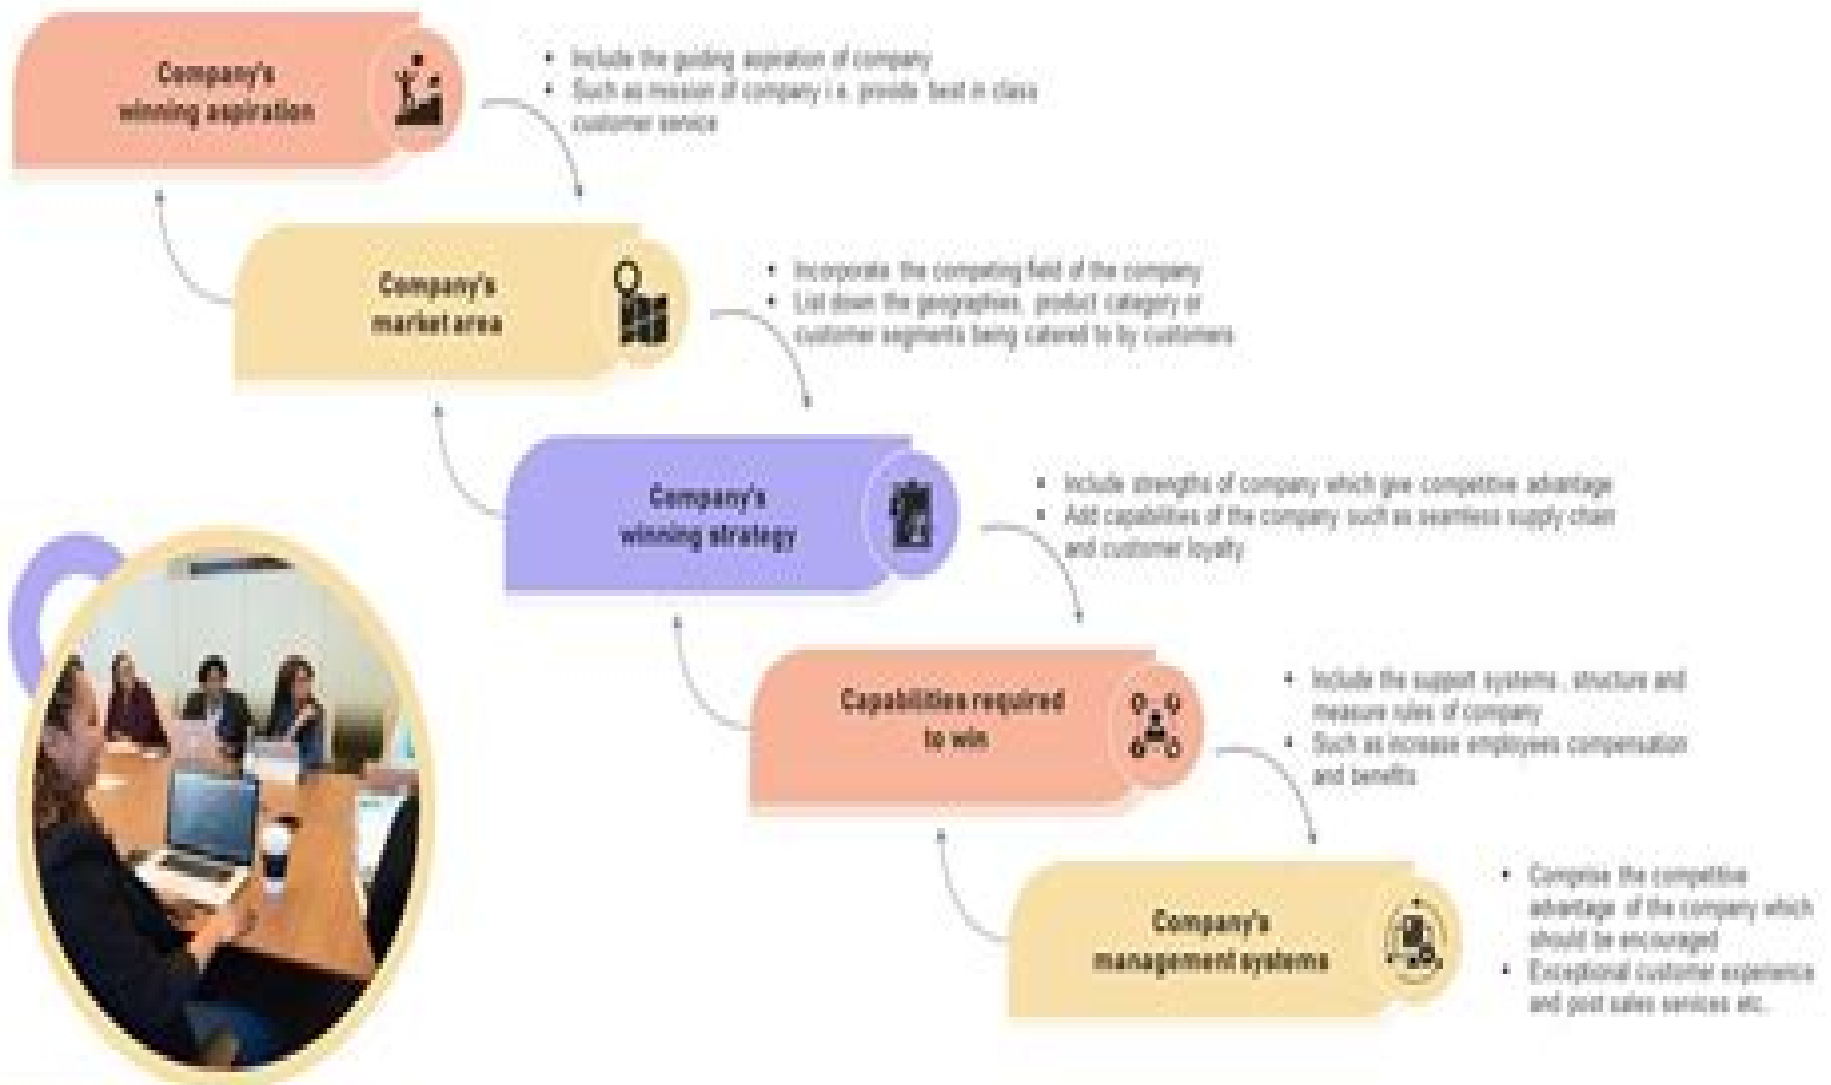 Company's
winning aspiration
• Include the guiding aspiration of company
• Such as mission of company i.e. provide best in class
customer service
Company's
market area
• Incorporate the competing field of the company
• List down the geographies, product category or
customer segments being catered to by customers
Company's
winning strategy
• Include strengths of company which give competitive advantage
• Add capabilities of the company such as seamless supply chain
and customer loyalty
Capabilities required
to win
• Include the support systems, structure and
measure rules of company
• Such as increase employees compensation
and benefits
Company's
management systems
• Comprise the competitive
advantage of the company which
should be encouraged
• Exceptional customer experience
and post sales services etc.